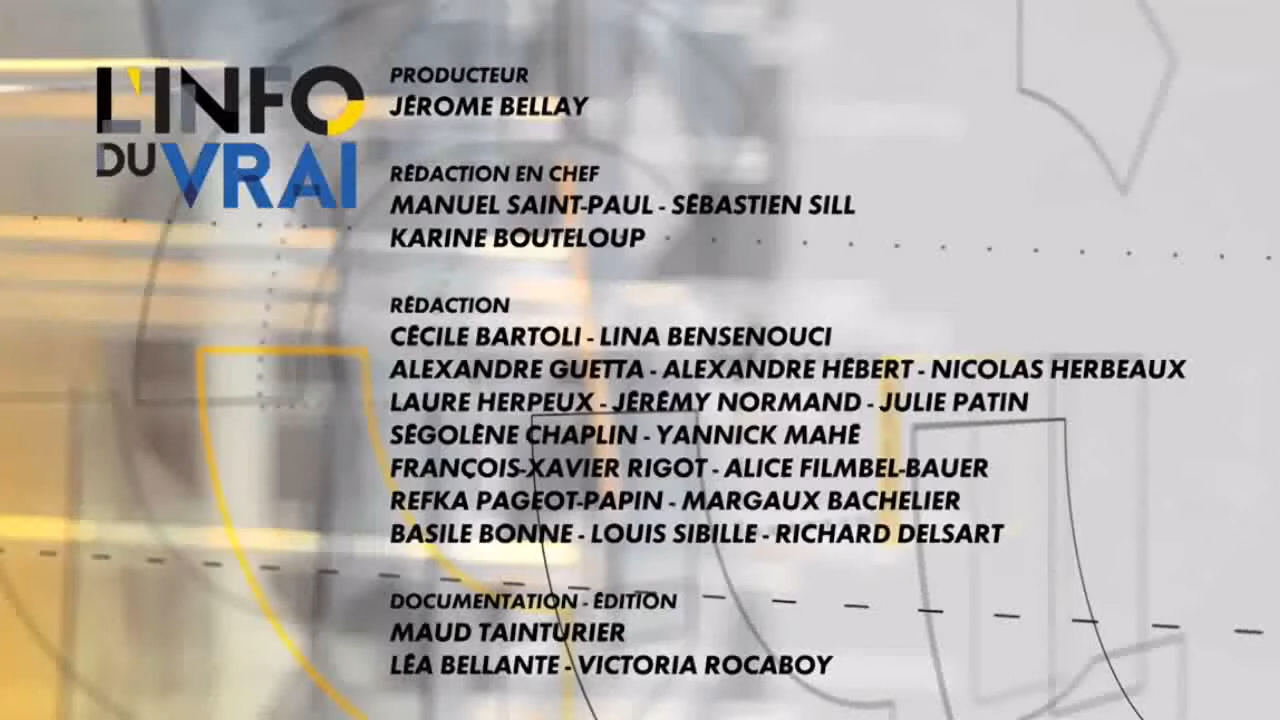 L'INFO
DU VRAI
PRODUCTEUR
JÉROME BELLAY
RÉDACTION EN CHEF
MANUEL SAINT-PAUL - SÉBASTIEN SILL
KARINE BOUTELOUP
RÉDACTION
CÉCILE BARTOLI - LINA BENSENOUCI
ALEXANDRE GUETTA - ALEXANDRE HÉBERT - NICOLAS HERBEAUX
LAURE HERPEUX - JÉRÉMY NORMAND - JULIE PATIN
SÉGOLÈNE CHAPLIN - YANNICK MAHÉ
FRANÇOIS-XAVIER RIGOT - ALICE FILMBEL-BAUER
REFKA PAGEOT-PAPIN - MARGAUX BACHELIER
BASILE BONNE - LOUIS SIBILLE - RICHARD DELSART
DOCUMENTATION - ÉDITION
MAUD TAINTURIER
LÉA BELLANTE - VICTORIA ROCABOY